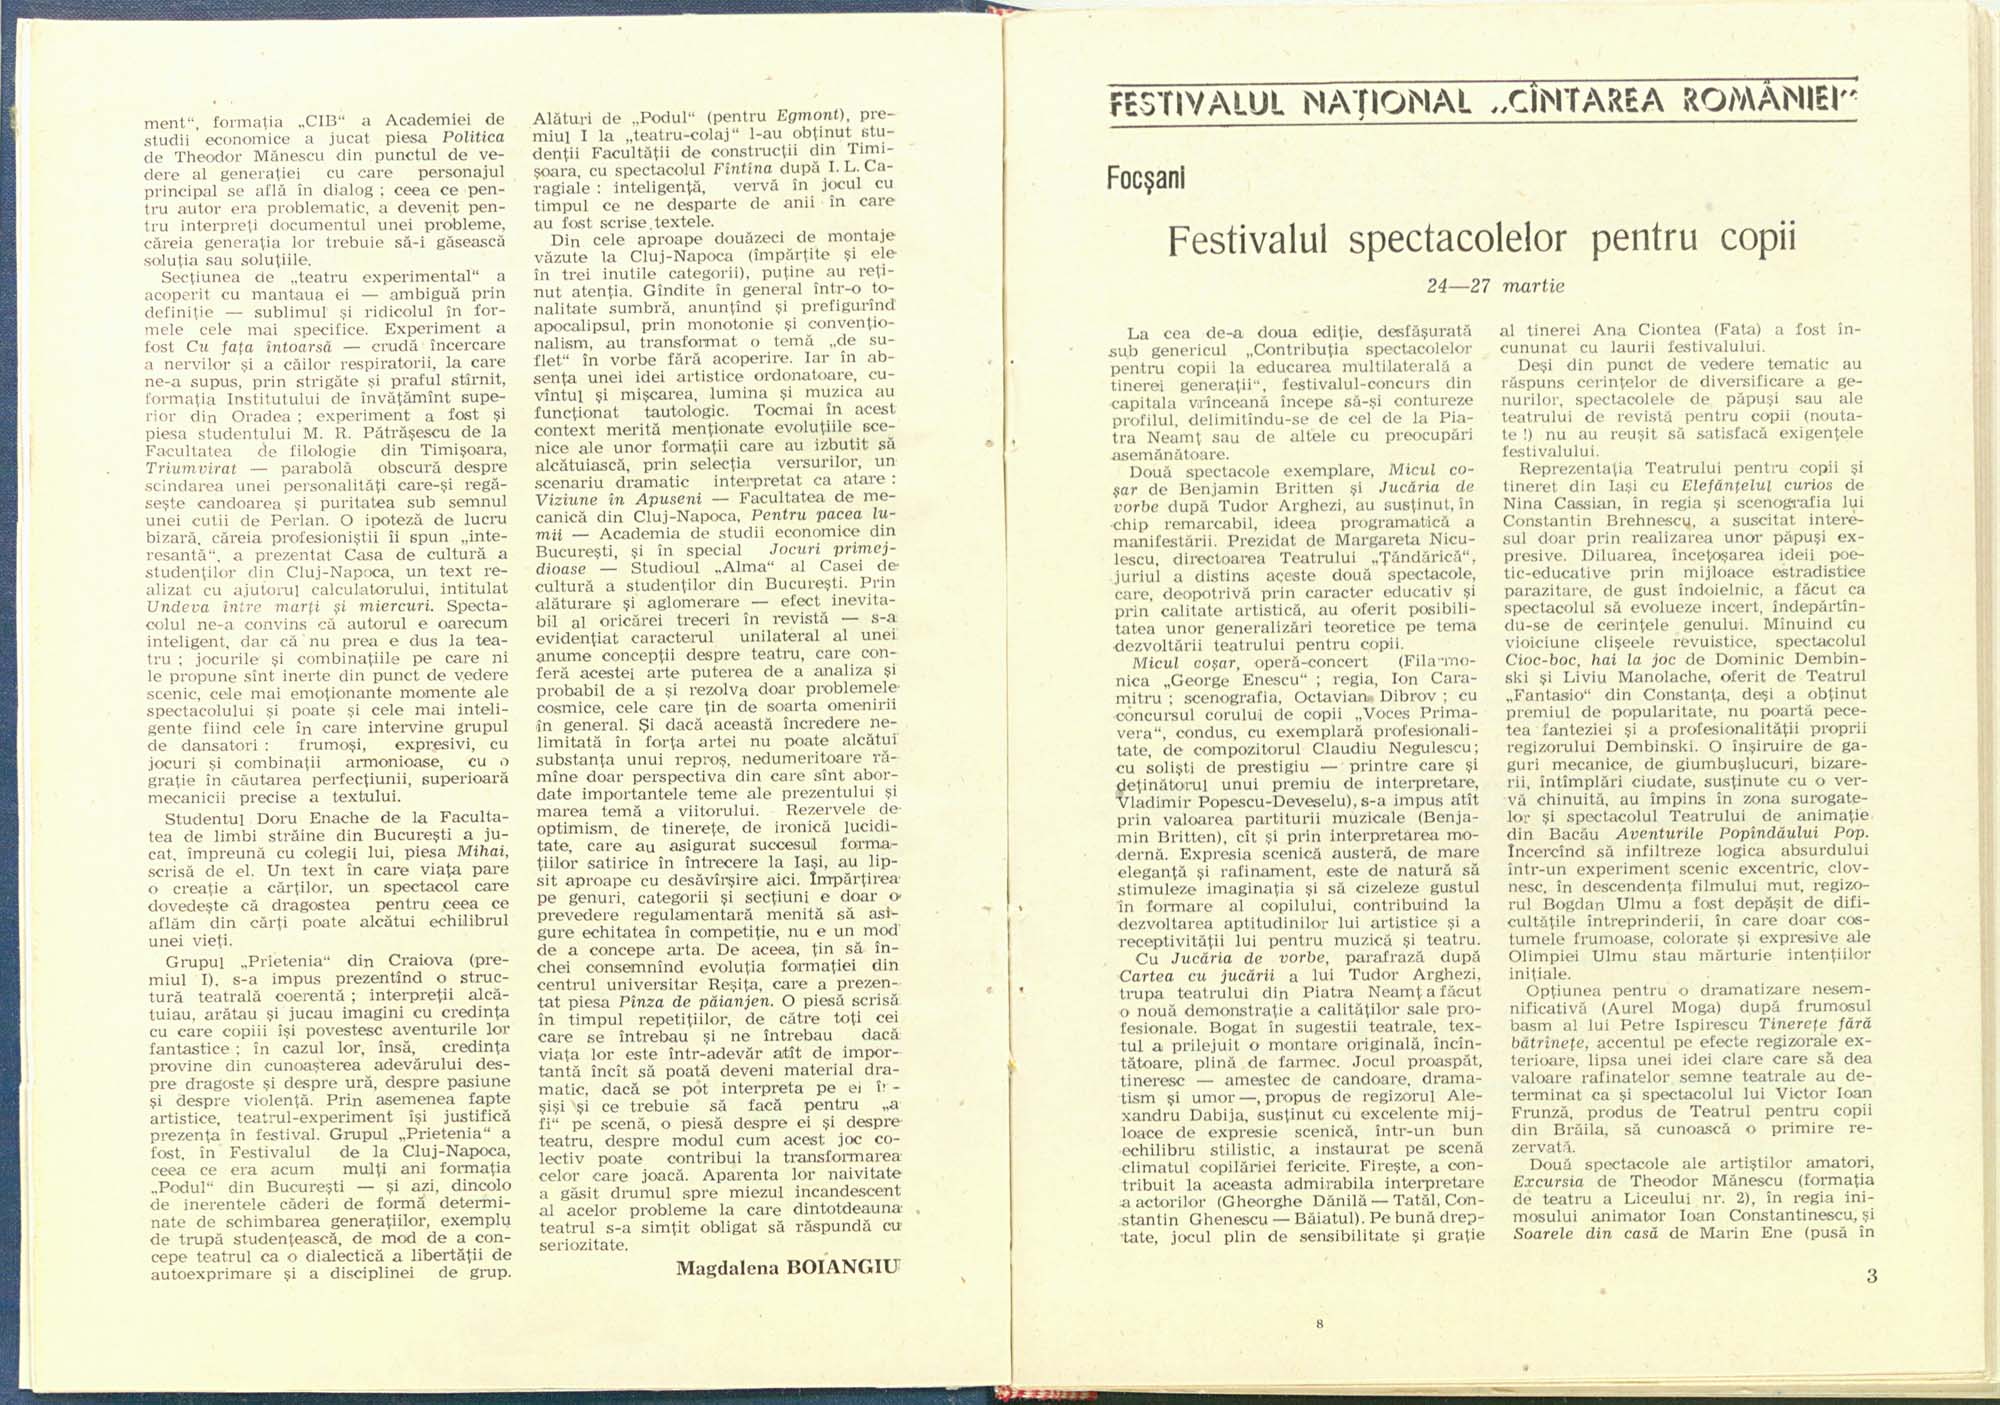 ment“, formația „CIB“ a Academiei de
studii economice a jucat piesa Politica
de Theodor Mănescu din punctul de ve-
dere al generației cu care personajul
principal se află în dialog ; ceea ce pen-
tru autor era problematic, a devenit pen-
tru interpreți documentul unei probleme,
căreia generația lor trebuie să-i găsească
soluția sau soluțiile.
Secțiunea de „teatru experimental“ a
acoperit cu mantaua ei — ambiguă prin
definiție — sublimul și ridicolul în for-
mele cele mai specifice. Experiment a
fost Cu fața întoarsă — crudă încercare
a nervilor și a căilor respiratorii, la care
ne-a supus, prin strigăte și praful stîrnit,
formația Institutului de învățămînt supe-
rior din Oradea ; experiment a fost și
piesa studentului M. R. Pătrășescu de la
Facultatea de filologie din Timișoara,
Triumvirat — parabolă obscură despre
scindarea unei personalități care-și regă-
sește candoarea și puritatea sub semnul
unei cutii de Perlan. O ipoteză de lucru
bizară, căreia profesioniștii îi spun „inte-
resantă“, a prezentat Casa de cultură a
studenților din Cluj-Napoca, un text re-
alizat cu ajutorul calculatorului, intitulat
Undeva între marți și miercuri. Specta-
colul ne-a convins că autorul e oarecum
inteligent, dar că nu prea e dus la tea-
tru ; jocurile și combinațiile pe care ni
le propune sînt inerte din punct de vedere
scenic, cele mai emoționante momente ale
spectacolului și poate și cele mai inteli-
gente fiind cele în care intervine grupul
de dansatori : frumoși, expresivi, cu
jocuri și combinații armonioase, cu o
grație în căutarea perfecțiunii, superioară
mecanicii precise a textului.
Studentul Doru Enache de la Faculta-
tea de limbi străine din București a ju-
cat, împreună cu colegii lui, piesa Mihai,
scrisă de el. Un text în care viața pare
o creație a cărților, un spectacol care
dovedește că dragostea pentru ceea ce
aflăm din cărți poate alcătui echilibrul
unei vieți.
Grupul „Prietenia“ din Craiova (pre-
miul I), s-a impus prezentînd o struc-
tură teatrală coerentă ; interpreții alcă-
tuiau, arătau și jucau imagini cu credința
cu care copiii își povestesc aventurile lor
fantastice ; în cazul lor, însă, credința
provine din cunoașterea adevărului des-
pre dragoste și despre ură, despre pasiune
și despre violență. Prin asemenea fapte
artistice, teatrul-experiment își justifică
prezența în festival. Grupul „Prietenia“ a
fost, în Festivalul de la Cluj-Napoca,
ceea ce era acum mulți ani formația
„Podul“ din București — și azi, dincolo
de inerentele căderi de formă determi-
nate de schimbarea generațiilor, exemplu
de trupă studențească, de mod de a con-
cepe teatrul ca o dialectică a libertății de
autoexprimare și a disciplinei de grup.
Alături de „Podul“ (pentru Egmont), pre-
miul I la „teatru-colaj“ l-au obținut stu-
denții Facultății de construcții din Timi-
șoara, cu spectacolul Fîntîna după I. L. Ca-
ragiale : inteligență, vervă în jocul cu
timpul ce ne desparte de anii în care
au fost scrise textele.
Din cele aproape douăzeci de montaje
văzute la Cluj-Napoca (împărțite și ele
în trei inutile categorii), puține au reți-
nut atenția. Gîndite în general într-o to-
nalitate sumbră, anunțînd și prefigurînd
apocalipsul, prin monotonie și convențio-
nalism, au transformat o temă „de su-
flet“ în vorbe fără acoperire. Iar în ab-
sența unei idei artistice ordonatoare, cu-
vîntul și mișcarea, lumina și muzica au
funcționat tautologic. Tocmai în acest
context merită menționate evoluțiile sce-
nice ale unor formații care au izbutit să
alcătuiască, prin selecția versurilor, un
scenariu dramatic interpretat ca atare :
Viziune în Apuseni — Facultatea de me-
canică din Cluj-Napoca, Pentru pacea lu-
mii — Academia de studii economice din
București, și în special Jocuri primej-
dioase — Studioul „Alma“ al Casei de
cultură a studenților din București. Prin
alăturare și aglomerare — efect inevita-
bil al oricărei treceri în revistă — s-a
evidențiat caracterul unilateral al unei
anume concepții despre teatru, care con-
feră acestei arte puterea de a analiza și
probabil de a și rezolva doar problemele
cosmice, cele care țin de soarta omenirii
în general. Și dacă această încredere ne-
limitată în forța artei nu poate alcătui
substanța unui reproș, nedumeritoare ră-
mîne doar perspectiva din care sînt abor-
date importantele teme ale prezentului și
marea temă a viitorului. Rezervele de
optimism, de tinerețe, de ironică lucidi-
tate, care au asigurat succesul forma-
țiilor satirice în întrecere la Iași, au lip-
sit aproape cu desăvîrșire aici. Împărțirea
pe genuri, categorii și secțiuni e doar o
prevedere regulamentară menită să asi-
gure echitatea în competiție, nu e un mod
de a concepe arta. De aceea, țin să în-
chei consemnînd evoluția formației din
centrul universitar Reșița, care a prezen-
tat piesa Pînza de păianjen. O piesă scrisă
în timpul repetițiilor, de către toți cei
care se întrebau și ne întrebau dacă
viața lor este într-adevăr atît de impor-
tantă încît să poată deveni material dra-
matic, dacă se pot interpreta pe ei î -
șiși și ce trebuie să facă pentru „a
fi“ pe scenă, o piesă despre ei și despre
teatru, despre modul cum acest joc co-
lectiv poate contribui la transformarea
celor care joacă. Aparenta lor naivitate
a găsit drumul spre miezul incandescent
al acelor probleme la care dintotdeauna
teatrul s-a simțit obligat să răspundă cu
seriozitate.
Magdalena BOIANGIU
FESTIVALUL NAȚIONAL „CÎNTAREA ROMÂNIEI“
Focșani
Festivalul spectacolelor pentru copii
24—27 martie
La cea de-a doua ediție, desfășurată
sub genericul „Contribuția spectacolelor
pentru copii la educarea multilaterală a
tinerei generații“, festivalul-concurs din
capitala vrînceană începe să-și contureze
profilul, delimitîndu-se de cel de la Pia-
tra Neamț sau de altele cu preocupări
asemănătoare.
Două spectacole exemplare, Micul co-
șar de Benjamin Britten și Jucăria de
vorbe după Tudor Arghezi, au susținut, în
chip remarcabil, ideea programatică a
manifestării. Prezidat de Margareta Nicu-
lescu, directoarea Teatrului „Țăndărică“,
juriul a distins aceste două spectacole,
care, deopotrivă prin caracter educativ și
prin calitate artistică, au oferit posibili-
tatea unor generalizări teoretice pe tema
dezvoltării teatrului pentru copii.
Micul coșar, operă-concert (Filarmo-
nica „George Enescu“ ; regia, Ion Cara-
mitru ; scenografia, Octavian Dibrov ; cu
concursul corului de copii „Voces Prima-
vera“, condus, cu exemplară profesionali-
tate, de compozitorul Claudiu Negulescu;
cu soliști de prestigiu — printre care și
deținătorul unui premiu de interpretare,
Vladimir Popescu-Deveselu), s-a impus atît
prin valoarea partiturii muzicale (Benja-
min Britten), cît și prin interpretarea mo-
dernă. Expresia scenică austeră, de mare
eleganță și rafinament, este de natură să
stimuleze imaginația și să cizeleze gustul
în formare al copilului, contribuind la
dezvoltarea aptitudinilor lui artistice și a
receptivității lui pentru muzică și teatru.
Cu Jucăria de vorbe, parafrază după
Cartea cu jucării a lui Tudor Arghezi,
trupa teatrului din Piatra Neamț a făcut
o nouă demonstrație a calităților sale pro-
fesionale. Bogat în sugestii teatrale, tex-
tul a prilejuit o montare originală, încîn-
tătoare, plină de farmec. Jocul proaspăt,
tineresc — amestec de candoare, drama-
tism și umor —, propus de regizorul Ale-
xandru Dabija, susținut cu excelente mij-
loace de expresie scenică, într-un bun
echilibru stilistic, a instaurat pe scenă
climatul copilăriei fericite. Firește, a con-
tribuit la aceasta admirabila interpretare
a actorilor (Gheorghe Dănilă — Tatăl, Con-
stantin Ghenescu — Băiatul). Pe bună drep-
tate, jocul plin de sensibilitate și grație
al tinerei Ana Ciontea (Fata) a fost în-
cununat cu laurii festivalului.
Deși din punct de vedere tematic au
răspuns cerințelor de diversificare a ge-
nurilor, spectacolele de păpuși sau ale
teatrului de revistă pentru copii (nouta-
te !) nu au reușit să satisfacă exigențele
festivalului.
Reprezentația Teatrului pentru copii și
tineret din Iași cu Elefănțelul curios de
Nina Cassian, în regia și scenografia lui
Constantin Brehnescu, a suscitat intere-
sul doar prin realizarea unor păpuși ex-
presive. Diluarea, încețoșarea ideii poe-
tic-educative prin mijloace estradistice
parazitare, de gust îndoielnic, a făcut ca
spectacolul să evolueze incert, îndepărtîn-
du-se de cerințele genului. Mînuind cu
vioiciune clișeele revuistice, spectacolul
Cioc-boc, hai la joc de Dominic Dembin-
ski și Liviu Manolache, oferit de Teatrul
„Fantasio“ din Constanța, deși a obținut
premiul de popularitate, nu poartă pece-
tea fanteziei și a profesionalității proprii
regizorului Dembinski. O înșiruire de ga-
guri mecanice, de giumbușlucuri, bizare-
rii, întîmplări ciudate, susținute cu o ver-
vă chinuită, au împins în zona surogate-
lor și spectacolul Teatrului de animație
din Bacău Aventurile Popîndăului Pop.
Încercînd să infiltreze logica absurdului
într-un experiment scenic excentric, clov-
nesc, în descendența filmului mut, regizo-
rul Bogdan Ulmu a fost depășit de difi-
cultățile întreprinderii, în care doar cos-
tumele frumoase, colorate și expresive ale
Olimpiei Ulmu stau mărturie intențiilor
inițiale.
Opțiunea pentru o dramatizare nesem-
nificativă (Aurel Moga) după frumosul
basm al lui Petre Ispirescu Tinerețe fără
bătrînețe, accentul pe efecte regizorale ex-
terioare, lipsa unei idei clare care să dea
valoare rafinatelor semne teatrale au de-
terminat ca și spectacolul lui Victor Ioan
Frunză, produs de Teatrul pentru copii
din Brăila, să cunoască o primire re-
zervată.
Două spectacole ale artiștilor amatori,
Excursia de Theodor Mănescu (formația
de teatru a Liceului nr. 2), în regia ini-
mosului animator Ioan Constantinescu, și
Soarele din casă de Marin Ene (pusă în
3
8